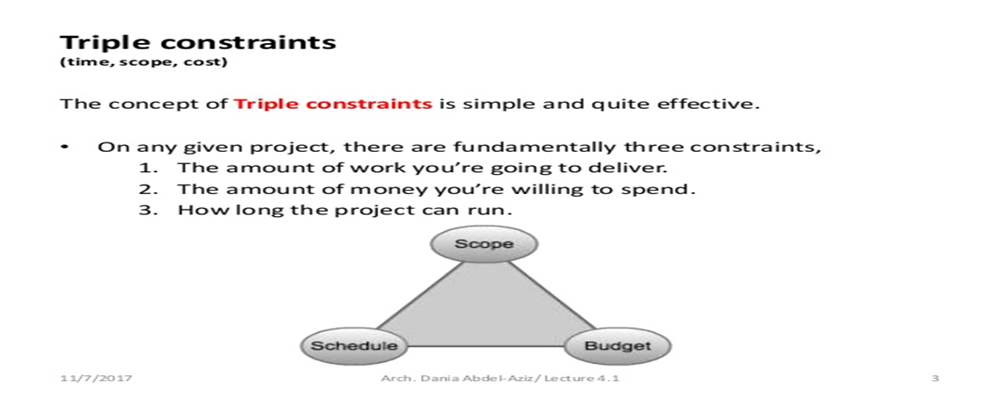 Triple constraints
(time, scope, cost)
The concept of Triple constraints is simple and quite effective.
• On any given project, there are fundamentally three constraints,
1. The amount of work you're going to deliver.
2. The amount of money you're willing to spend.
3. How long the project can run.
Scope
Schedule
Budget
11/7/2017
Arch. Dania Abdel-Aziz/ Lecture 4.1
3